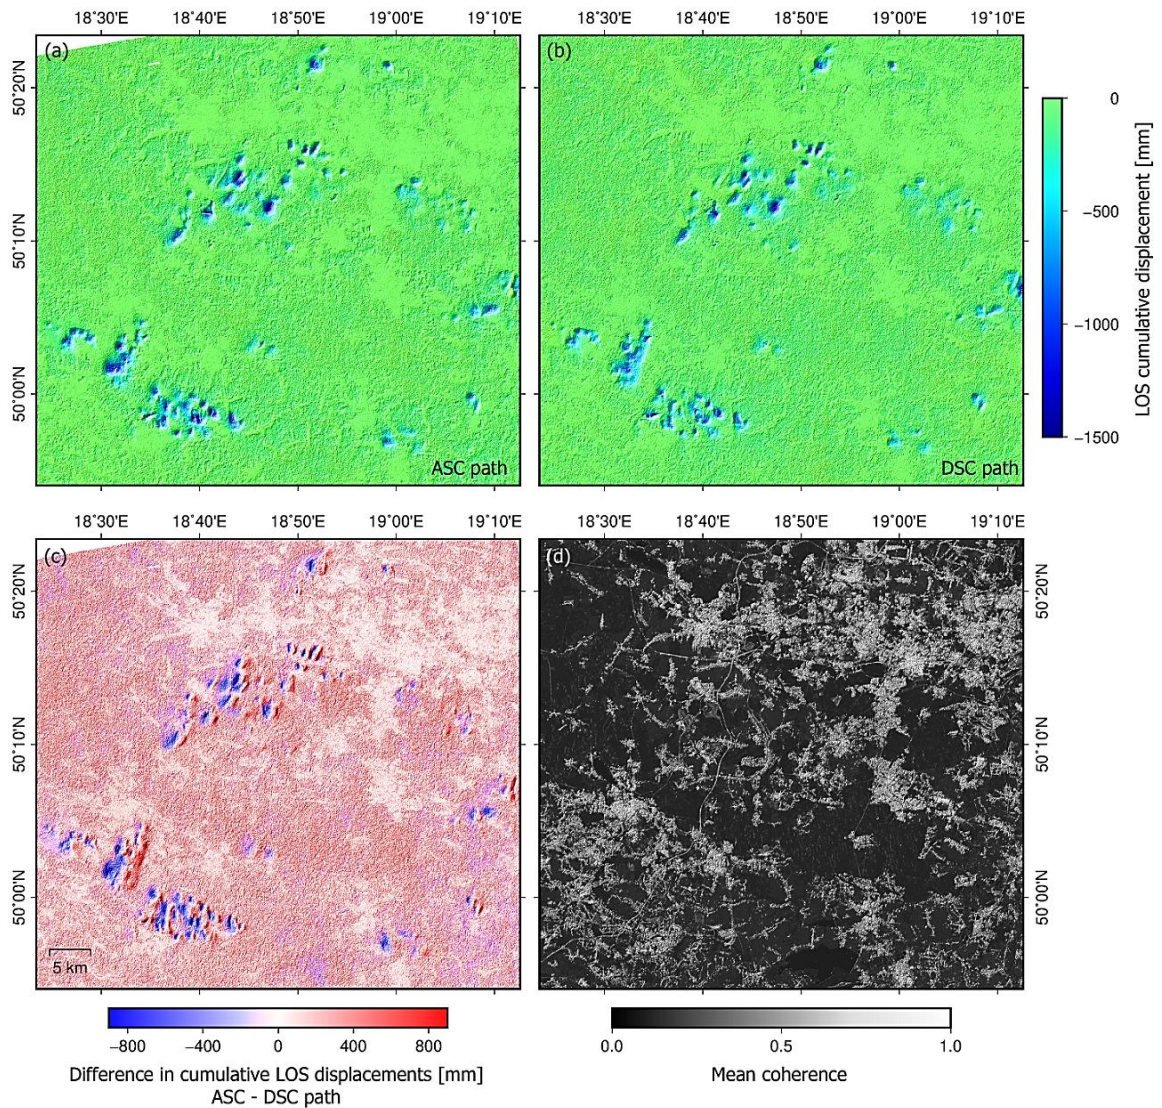 18°30'E 18°40'E 18°50'E 19°00'E 19°10'E 18°30'E 18°40'E 18°50'E 19°00'E 19°10'E
(a) (b)
50°20'N
50°10'N
50°00'N
ASC path DSC path
0
−500
−1000
−1500
LOS cumulative displacement [mm]
18°30'E 18°40'E 18°50'E 19°00'E 19°10'E 18°30'E 18°40'E 18°50'E 19°00'E 19°10'E
(c) (d)
50°20'N 50°20'N
50°10'N 50°10'N
50°00'N 50°00'N
5 km
−800 −400 0 400 800 0.0 0.5 1.0
Difference in cumulative LOS displacements [mm] Mean coherence
ASC - DSC path